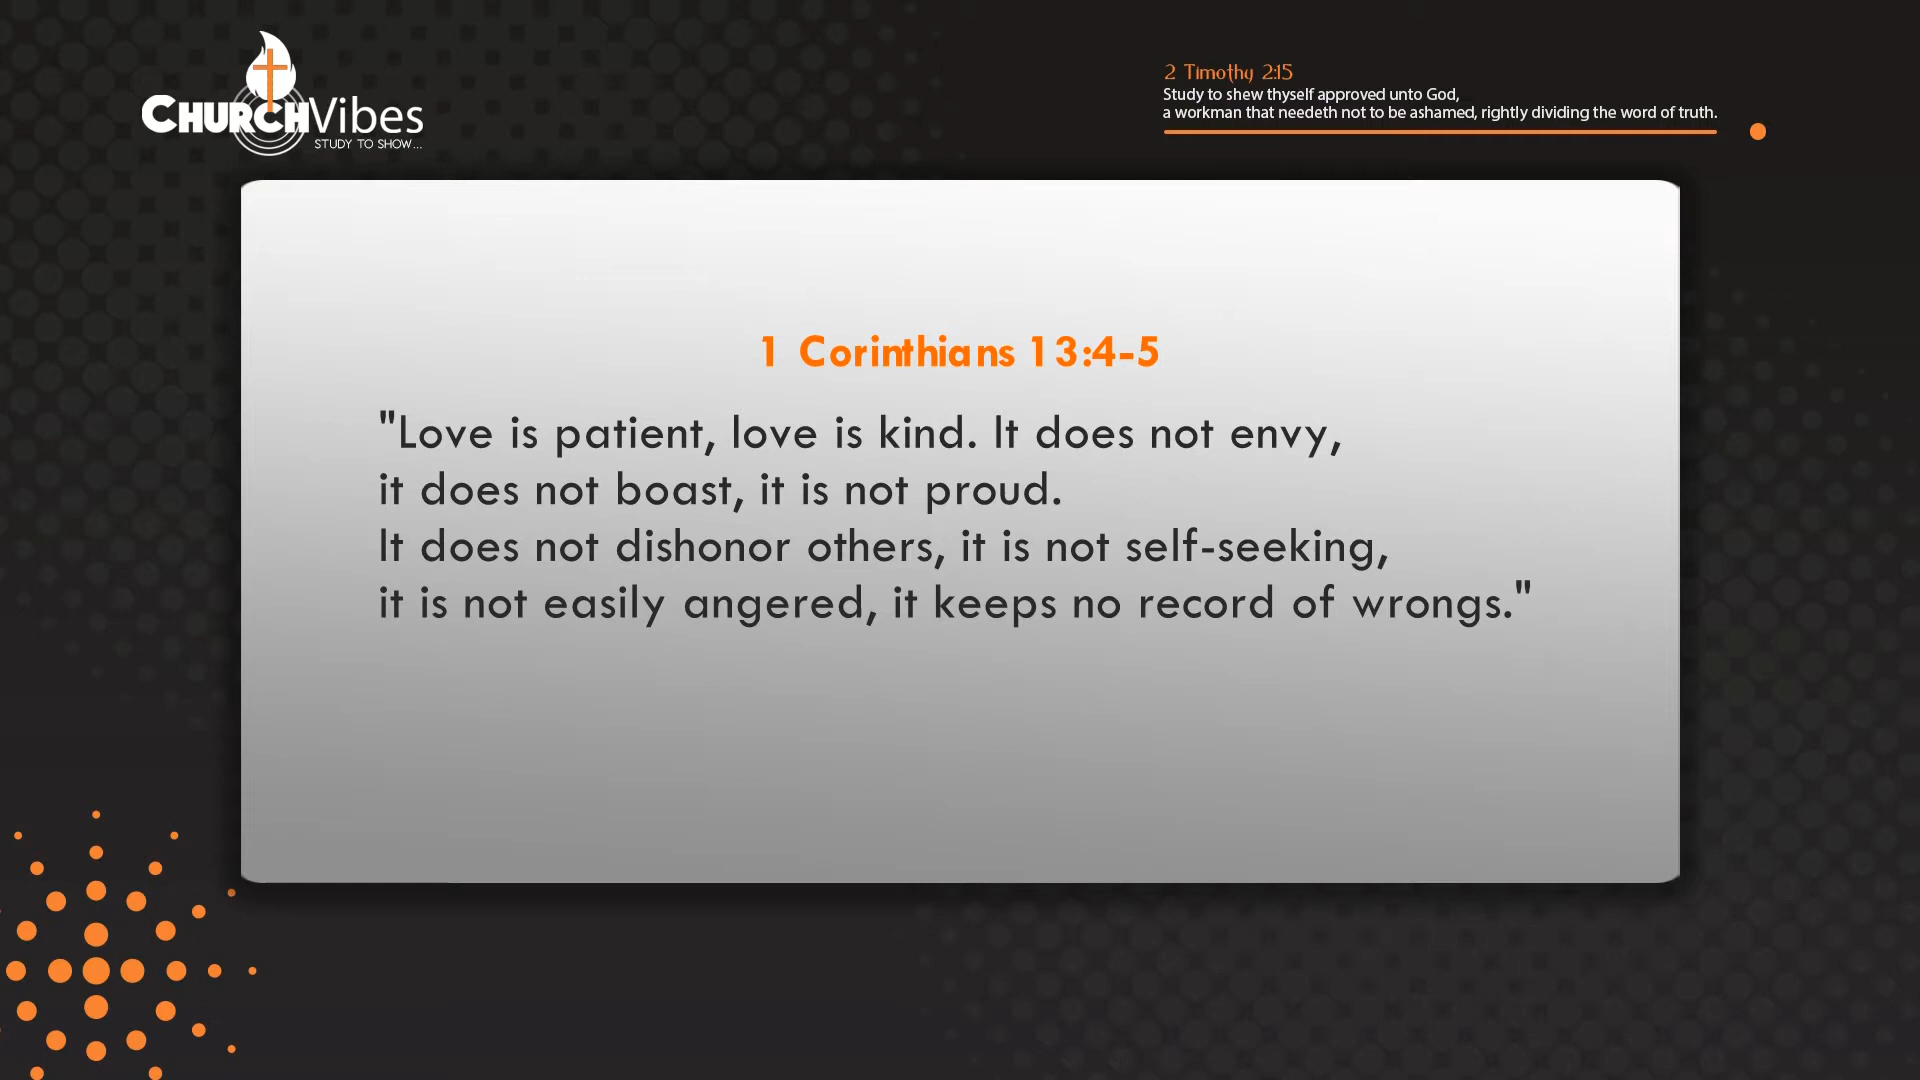 CHURCHVibes
STUDY TO SHOW...
2 Timothy 2:15
Study to shew thyself approved unto God,
a workman that needeth not to be ashamed, rightly dividing the word of truth.
1 Corinthians 13:4-5
"Love is patient, love is kind. It does not envy,
it does not boast, it is not proud.
It does not dishonor others, it is not self-seeking,
it is not easily angered, it keeps no record of wrongs."